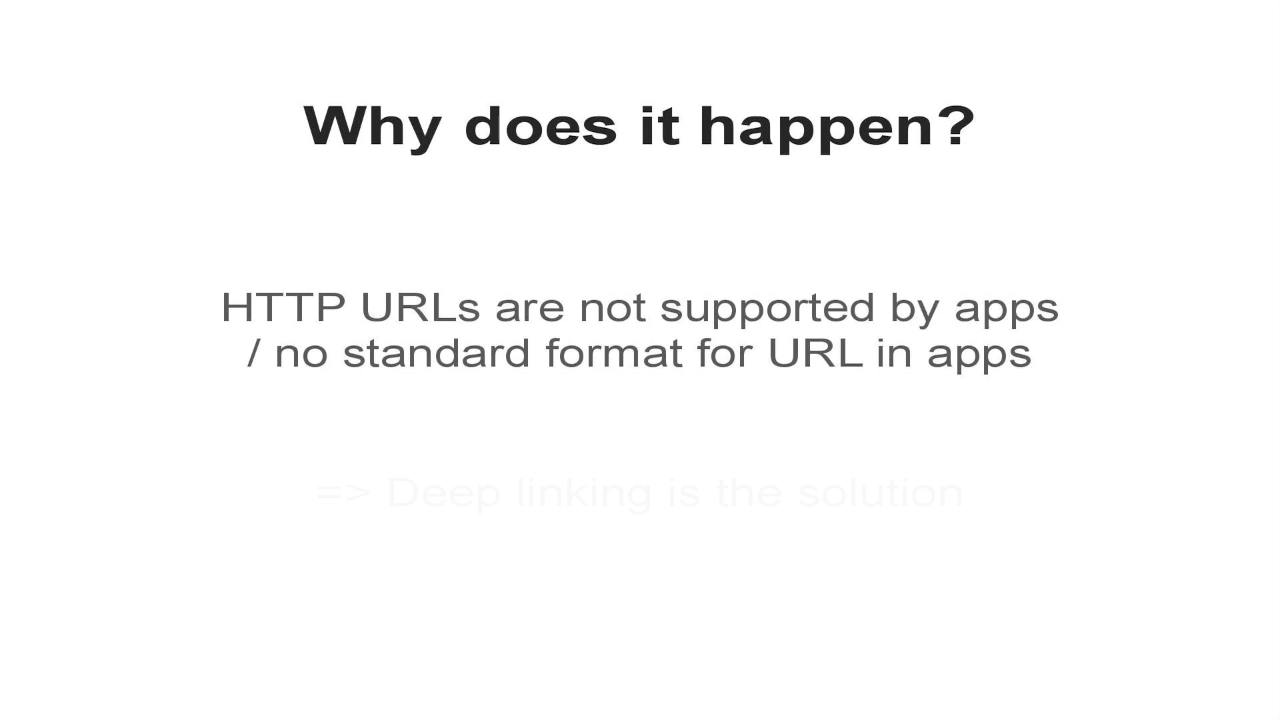 Why does it happen?
HTTP URLs are not supported by apps
/ no standard format for URL in apps
=> Deep linking is the solution